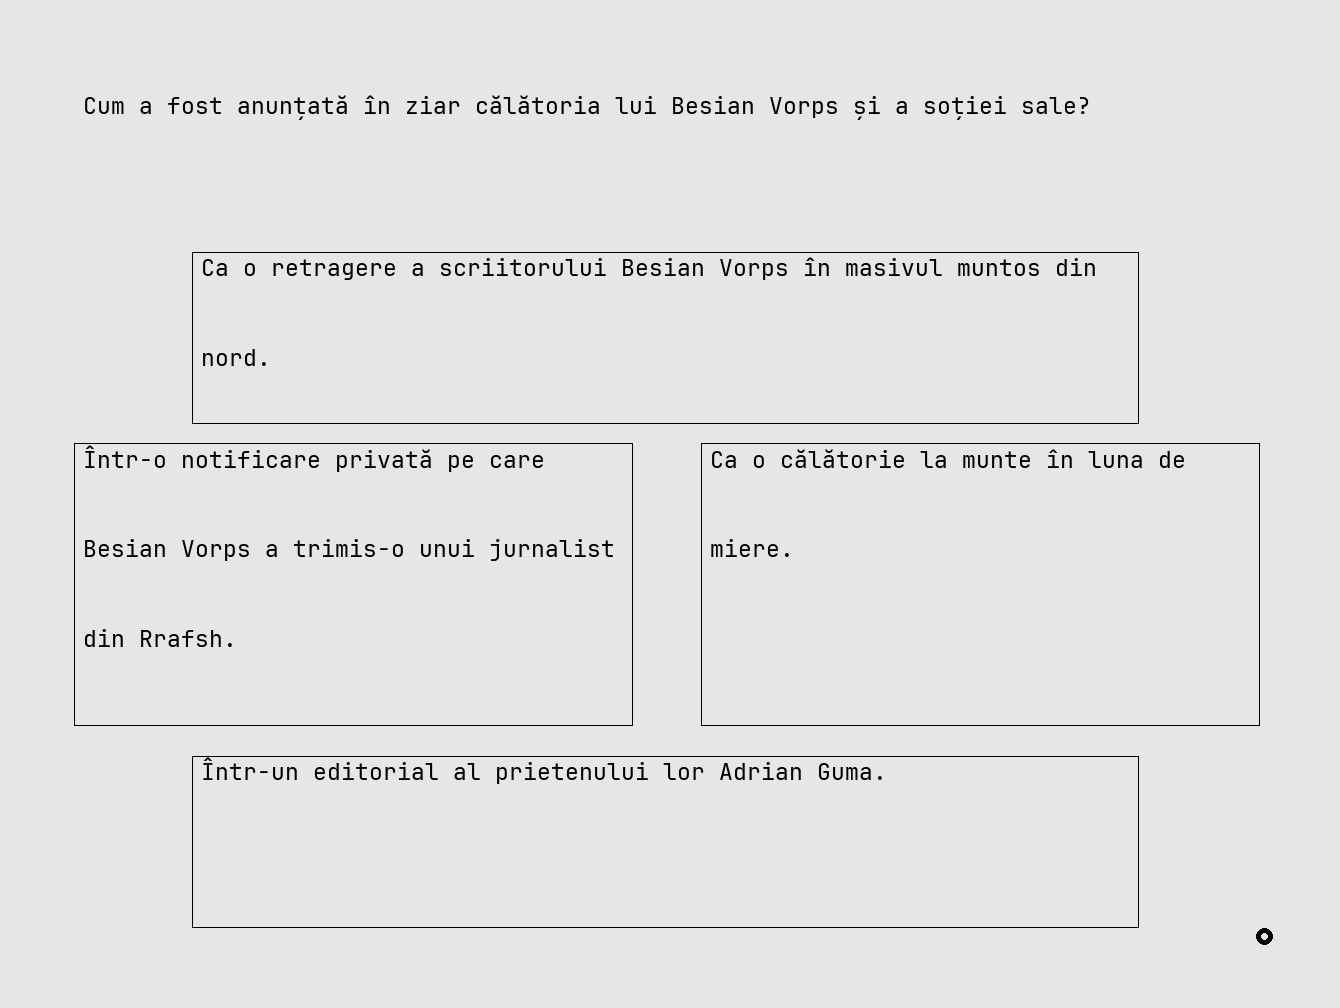 Cum a fost anunțată în ziar călătoria lui Besian Vorps și a soției sale?
Ca o retragere a scriitorului Besian Vorps în masivul muntos din
nord.
Într-o notificare privată pe care
Besian Vorps a trimis-o unui jurnalist
din Rrafsh.
Ca o călătorie la munte în luna de
miere.
Într-un editorial al prietenului lor Adrian Guma.